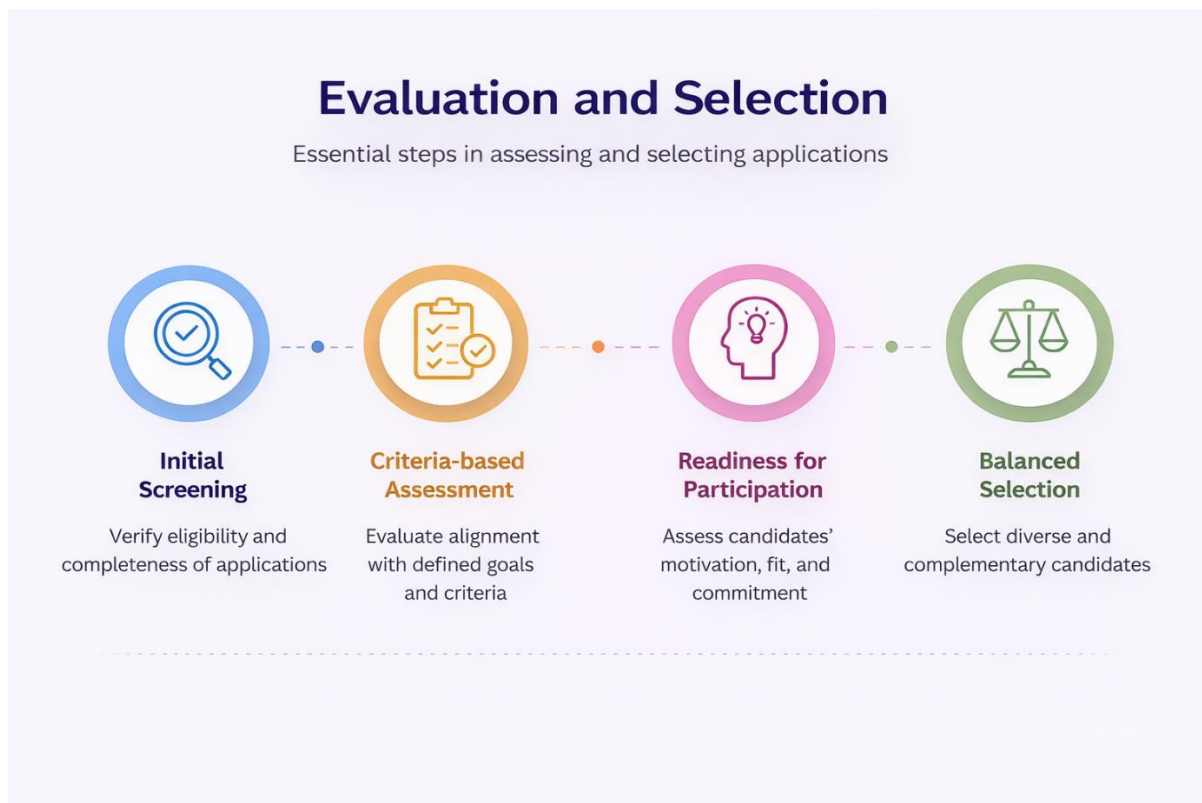 Evaluation and Selection
Essential steps in assessing and selecting applications
Initial
Screening
Verify eligibility and
completeness of applications
Criteria-based
Assessment
Evaluate alignment
with defined goals
and criteria
Readiness for
Participation
Assess candidates’
motivation, fit, and
commitment
Balanced
Selection
Select diverse and
complementary candidates